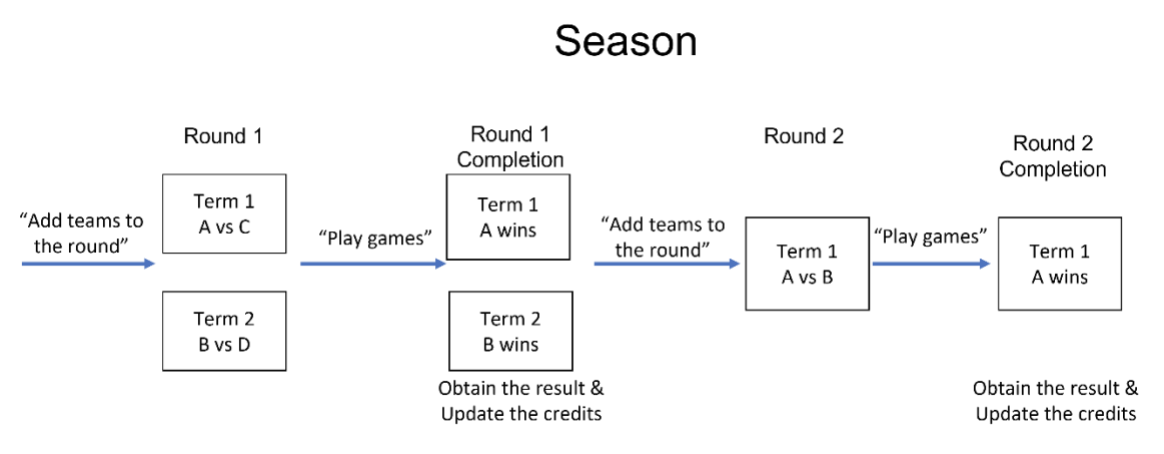 Season
Round 1
Round 1
Completion
Round 2
Round 2
Completion
“Add teams to
the round”
Term 1
A vs C
Term 2
B vs D
“Play games”
Term 1
A wins
Term 2
B wins
Obtain the result &
Update the credits
“Add teams to
the round”
Term 1
A vs B
“Play games”
Term 1
A wins
Obtain the result &
Update the credits